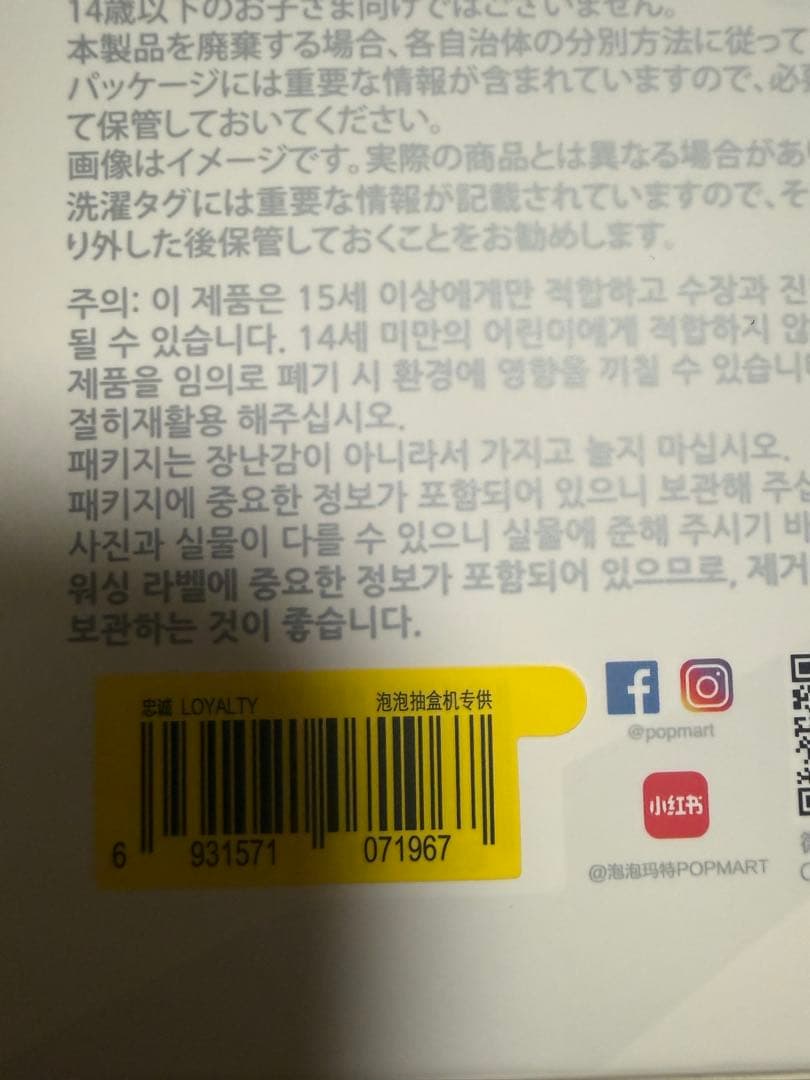 14歳以下のお子さま向けではございません。
本製品を廃棄する場合、各自治体の分別方法に従って
パッケージには重要な情報が含まれていますので、必
て保管しておいてください。
画像はイメージです。実際の商品とは異なる場合があ
洗濯タグには重要な情報が記載されていますので、そ
り外した後保管しておくことをお勧めします。
주의: 이 제품은 15세 이상에게만 적합하고 수장과 진
될 수 있습니다. 14세 미만의 어린이에게 적합하지 않
제품을 임의로 폐기 시 환경에 영향을 끼칠 수 있습니
절히재활용 해주십시오.
패키지는 장난감이 아니라서 가지고 놀지 마십시오.
패키지에 중요한 정보가 포함되어 있으니 보관해 주십
사진과 실물이 다를 수 있으니 실물에 준해 주시기 바
워싱 라벨에 중요한 정보가 포함되어 있으므로, 제거
보관하는 것이 좋습니다.
忠诚 LOYALTY 泡泡抽盒机专供
6 931571 071967
@popmart
小红书
@泡泡玛特POPMART